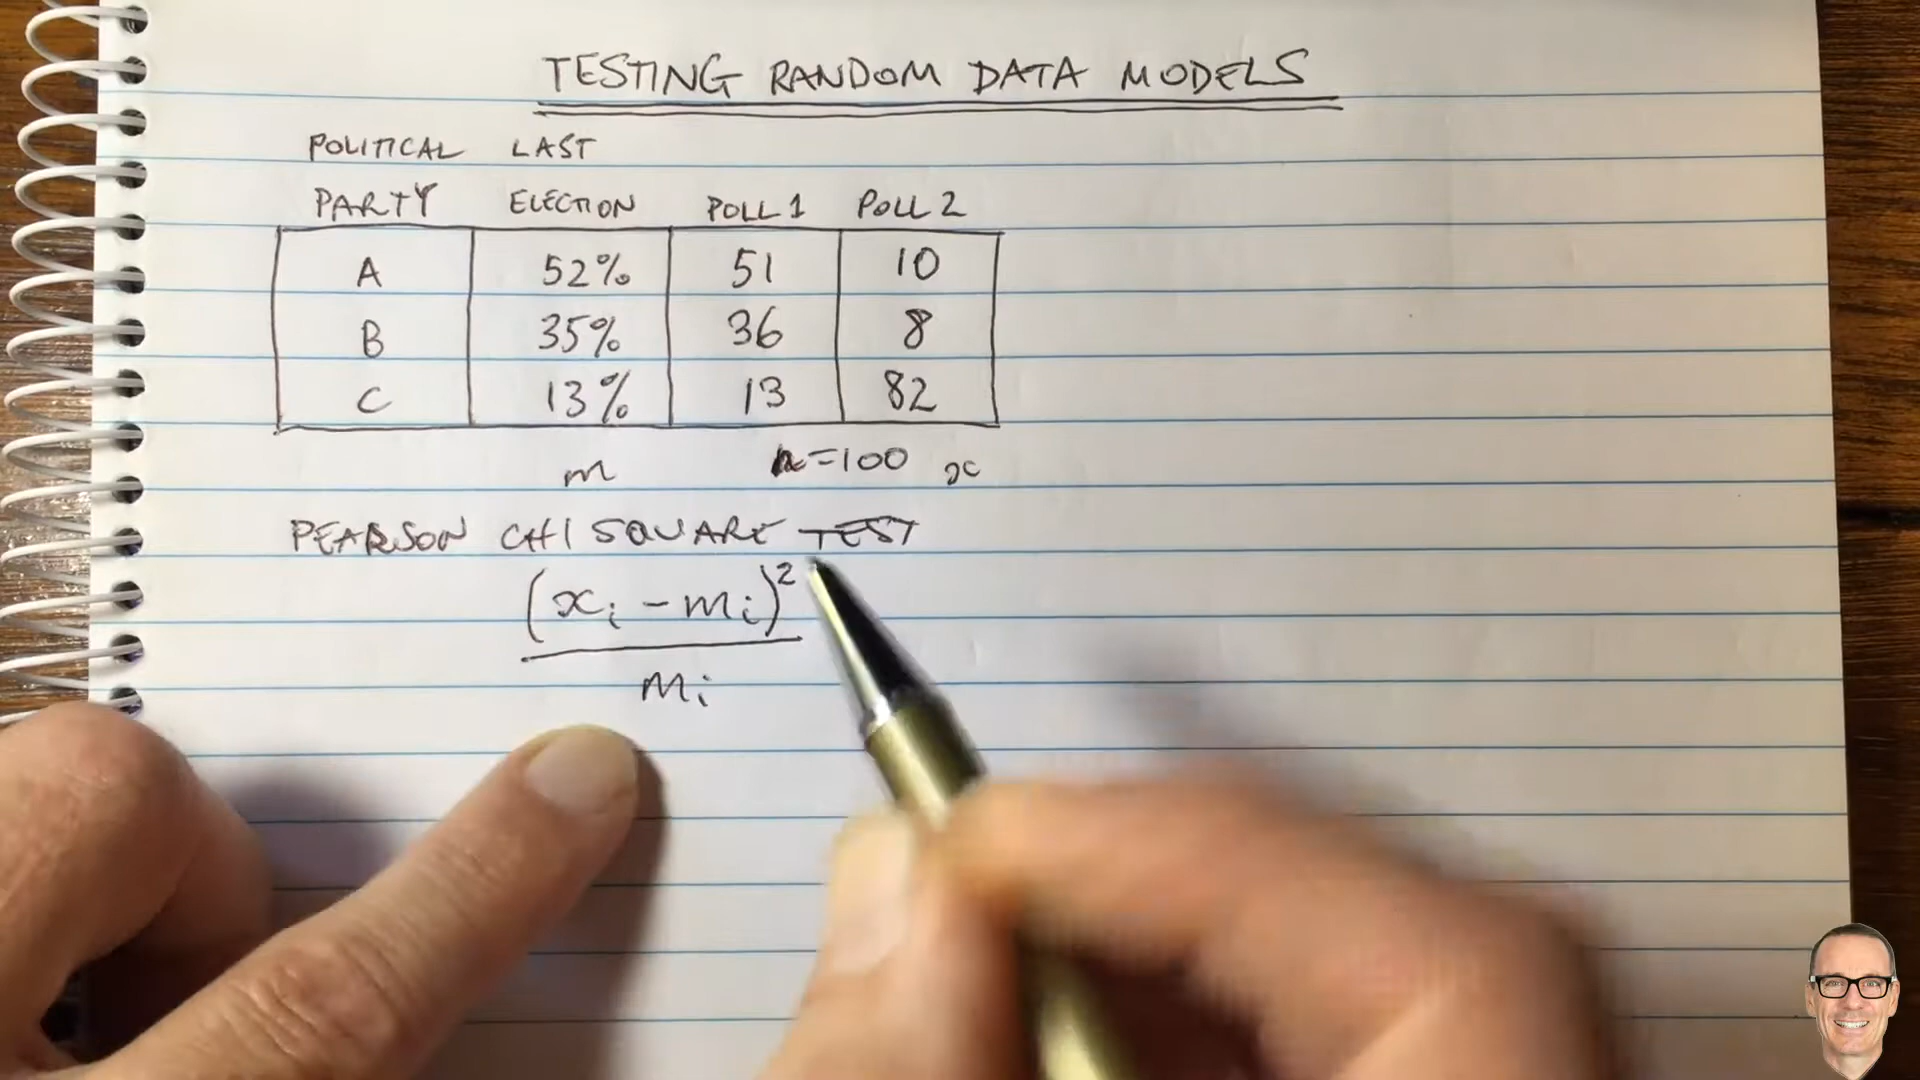 TESTING RANDOM DATA MODELS
POLITICAL LAST
PARTY ELECTION POLL 1 POLL 2
A 52% 51 10
B 35% 36 8
C 13% 13 82
m n=100 x
PEARSON CHI SQUARE TEST
(xi - mi)²
mi